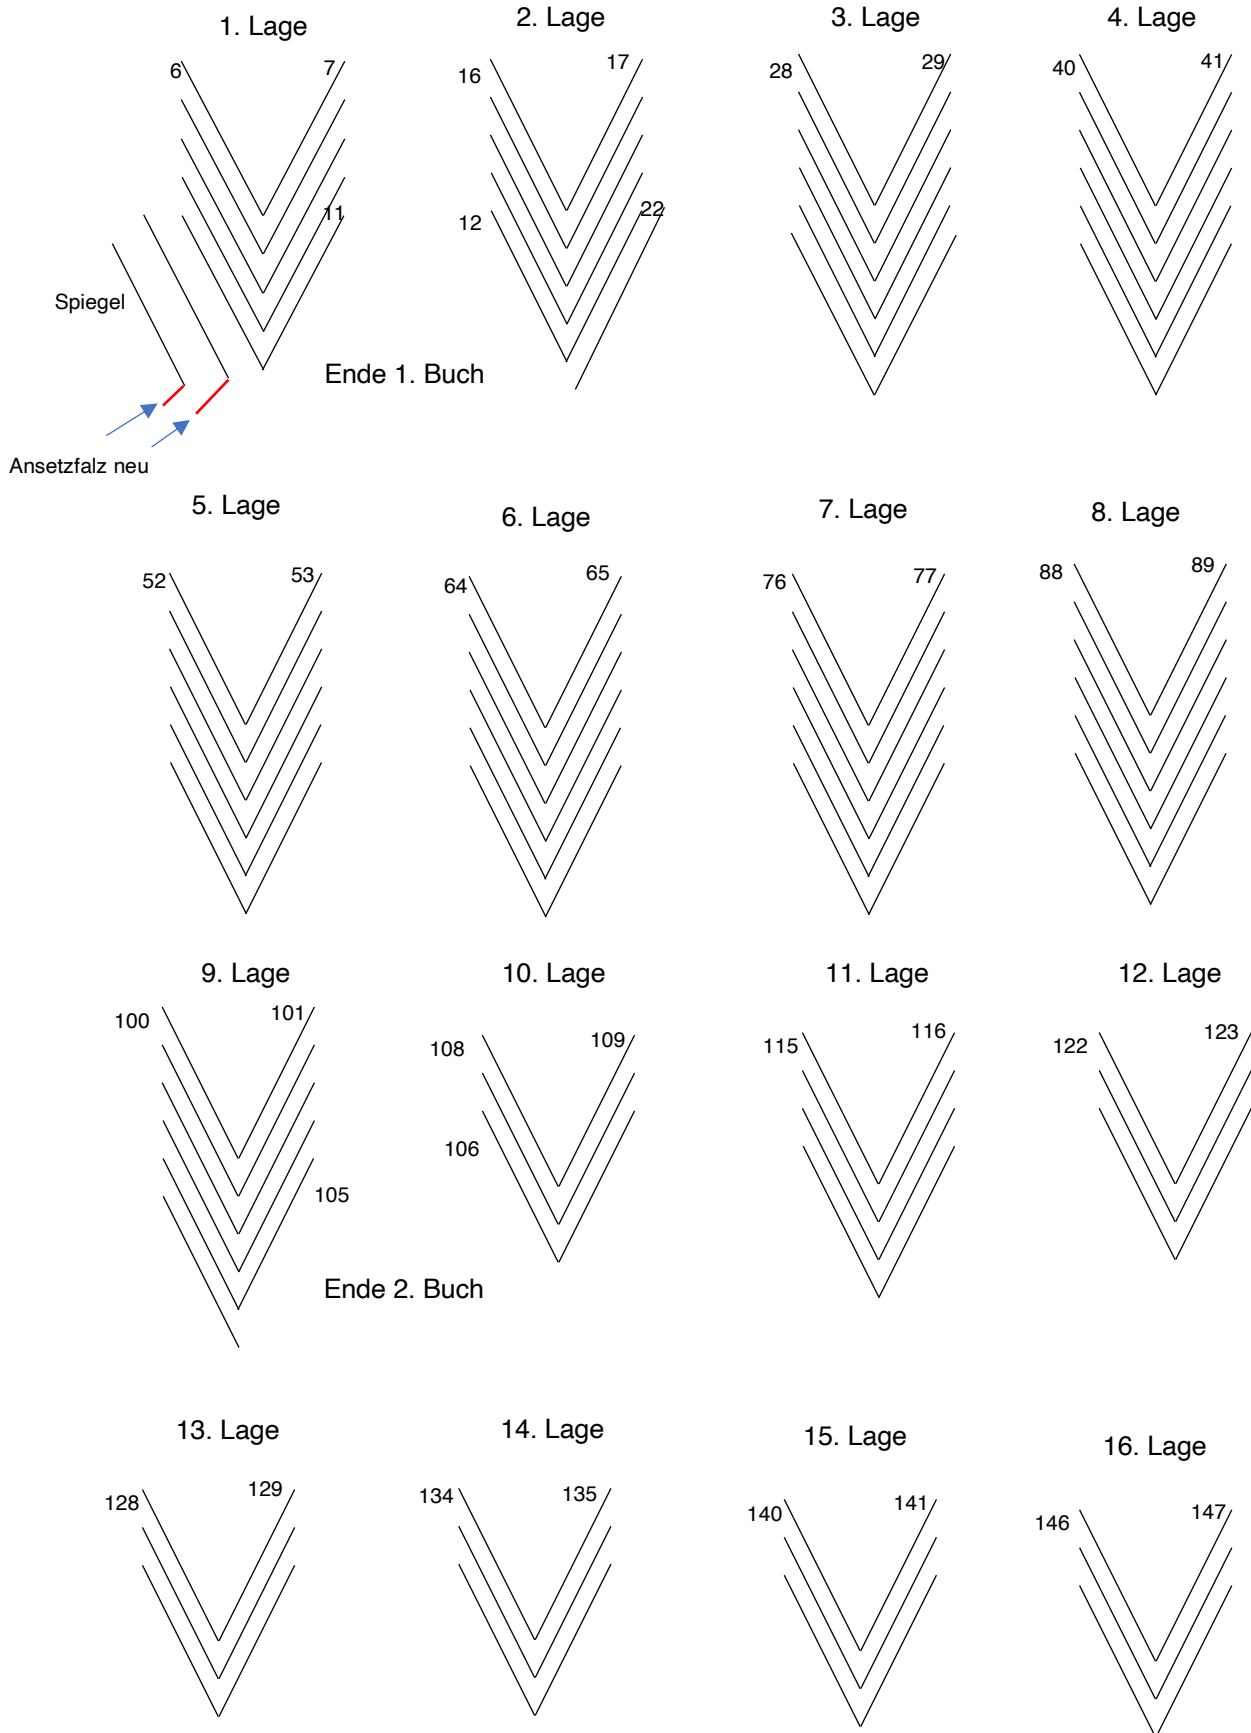 1. Lage
2. Lage
3. Lage
4. Lage
6
7
16
17
28
29
40
41
11
12
22
Spiegel
Ende 1. Buch
Ansetzfalz neu
5. Lage
6. Lage
7. Lage
8. Lage
52
53
64
65
76
77
88
89
9. Lage
10. Lage
11. Lage
12. Lage
100
101
108
109
115
116
122
123
106
105
Ende 2. Buch
13. Lage
14. Lage
15. Lage
16. Lage
128
129
134
135
140
141
146
147